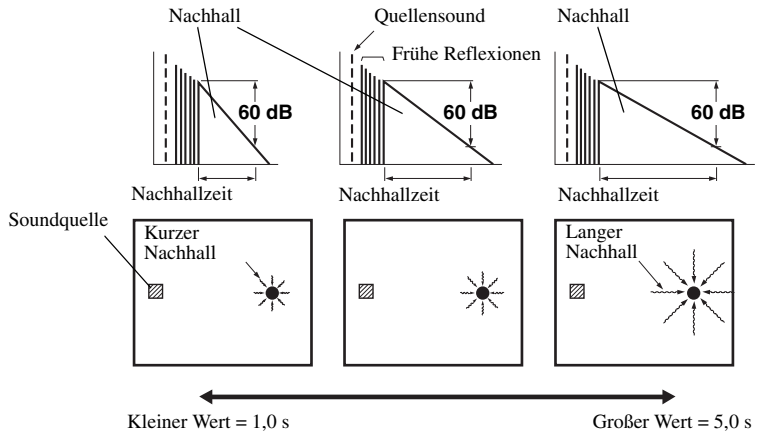 Nachhall
Quellensound
Nachhall
Frühe Reflexionen
60 dB
60 dB
60 dB
Nachhallzeit
Nachhallzeit
Nachhallzeit
Soundquelle
Kurzer
Nachhall
Langer
Nachhall
Kleiner Wert = 1,0 s
Großer Wert = 5,0 s